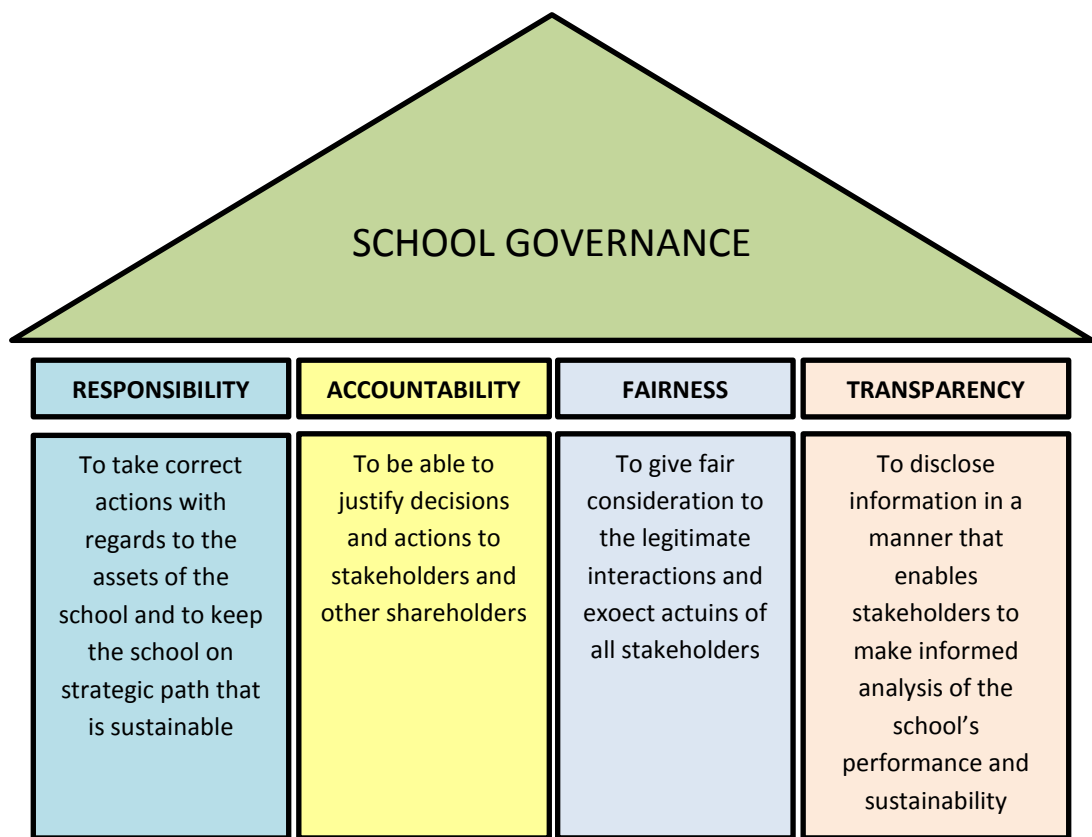 SCHOOL GOVERNANCE
RESPONSIBILITY
To take correct
actions with
regards to the
assets of the
school and to keep
the school on
strategic path that
is sustainable
ACCOUNTABILITY
To be able to
justify decisions
and actions to
stakeholders and
other shareholders
FAIRNESS
To give fair
consideration to
the legitimate
interactions and
exoect actuins of
all stakeholders
TRANSPARENCY
To disclose
information in a
manner that
enables
stakeholders to
make informed
analysis of the
school’s
performance and
sustainability